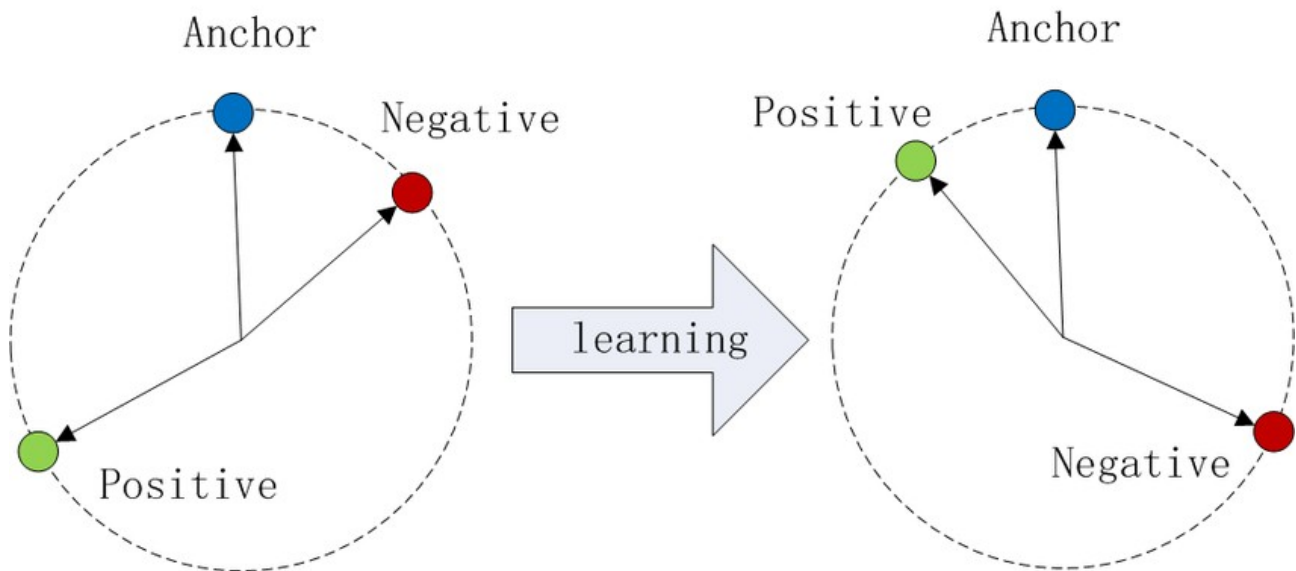 Anchor
Negative
Positive
learning
Anchor
Positive
Negative